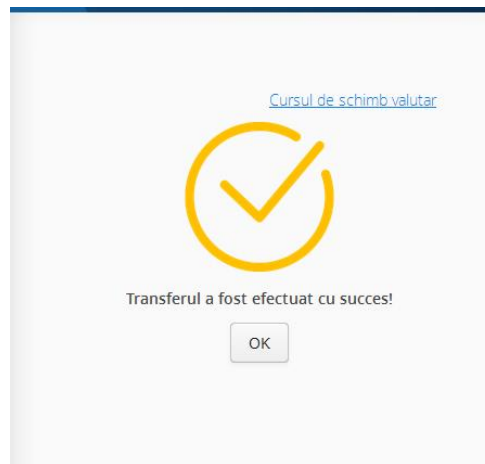 Cursul de schimb valutar
Transferul a fost efectuat cu succes!
OK